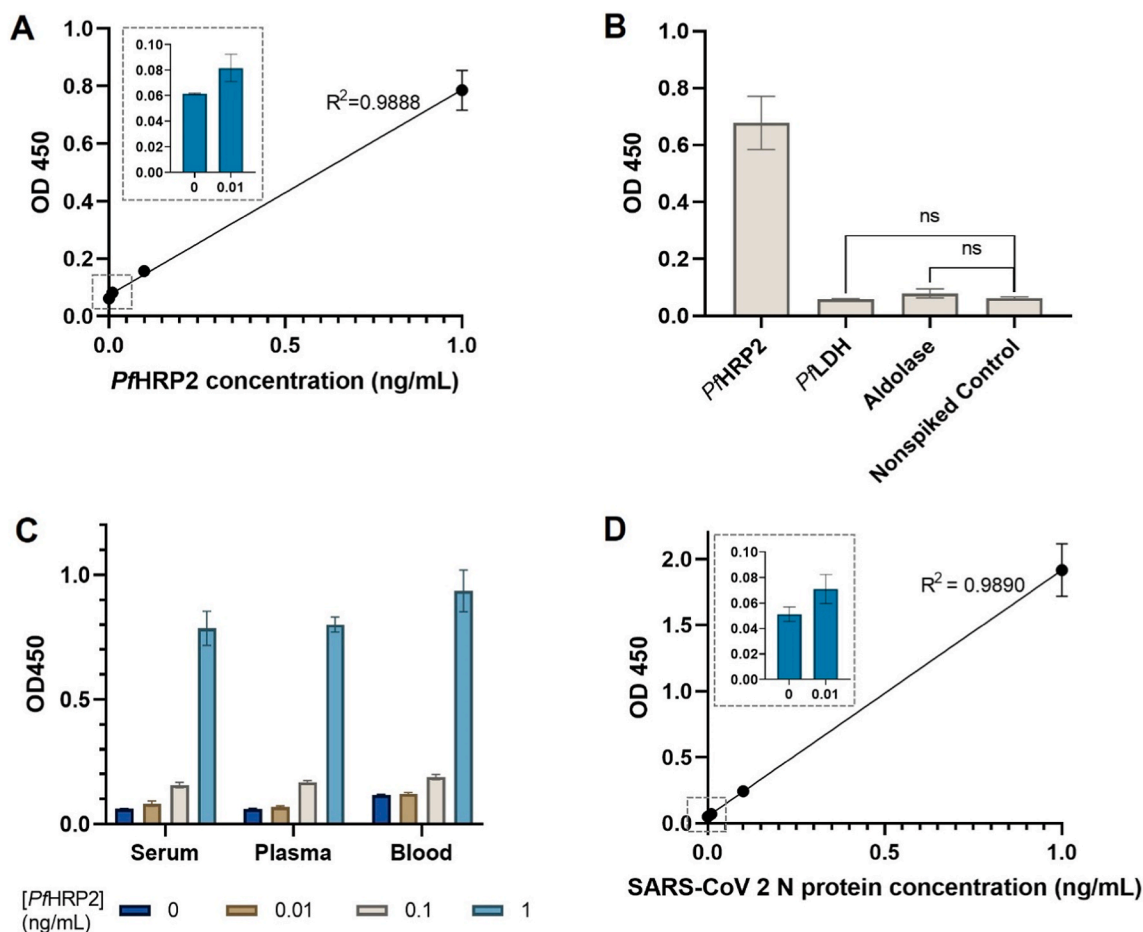 A
1.0
0.8
0.6
0.4
0.2
0.0
OD 450
0.10
0.08
0.06
0.04
0.02
0.00
0 0.01
R²=0.9888
0.0 0.5 1.0
PfHRP2 concentration (ng/mL)
B
1.0
0.8
0.6
0.4
0.2
0.0
OD 450
ns
ns
PfHRP2
PfLDH
Aldolase
Nonspiked Control
C
1.0
0.5
0.0
OD450
Serum Plasma Blood
[PfHRP2]
(ng/mL)
0 0.01 0.1 1
D
2.0
1.5
1.0
0.5
0.0
OD 450
0.10
0.08
0.06
0.04
0.02
0.00
0 0.01
R² = 0.9890
0.0 0.5 1.0
SARS-CoV 2 N protein concentration (ng/mL)